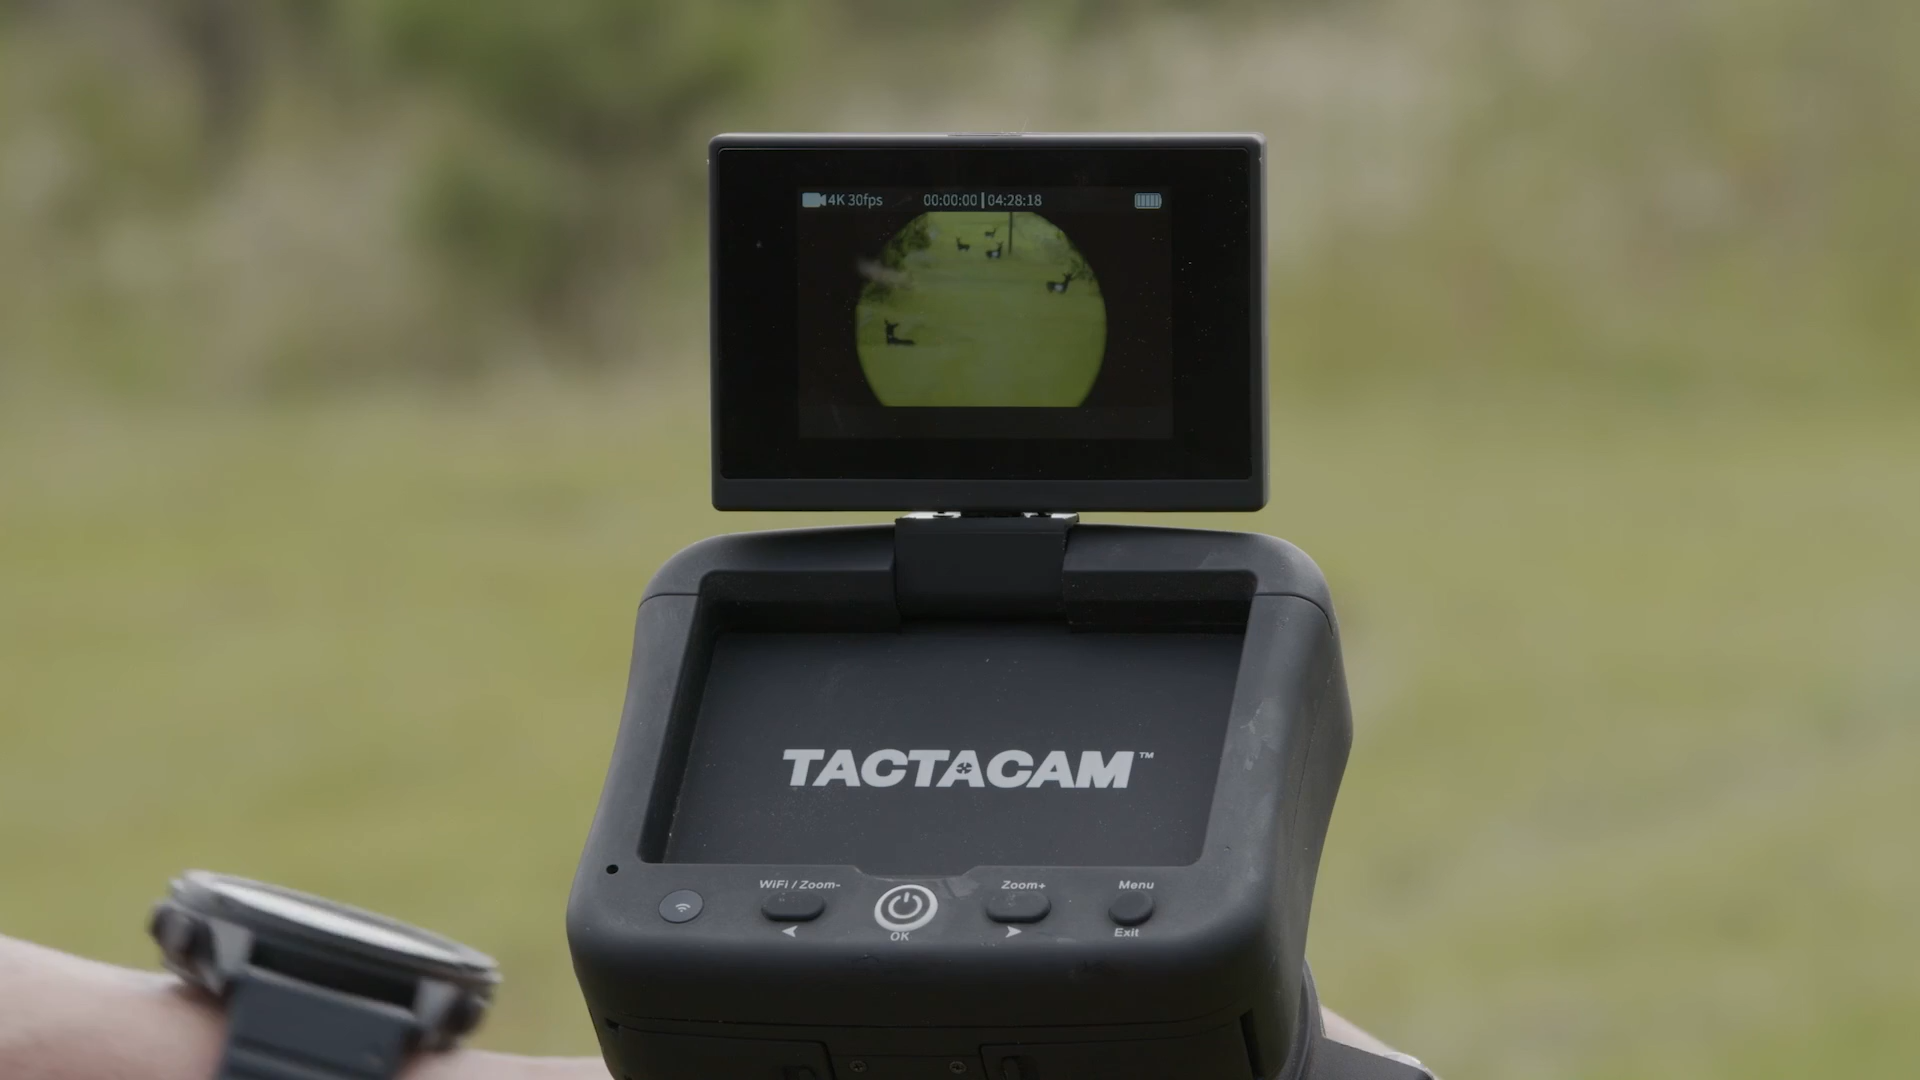 4K 30fps 00:00:00 | 04:28:18
TACTACAM™
WiFi / Zoom- Zoom+ Menu
OK Exit